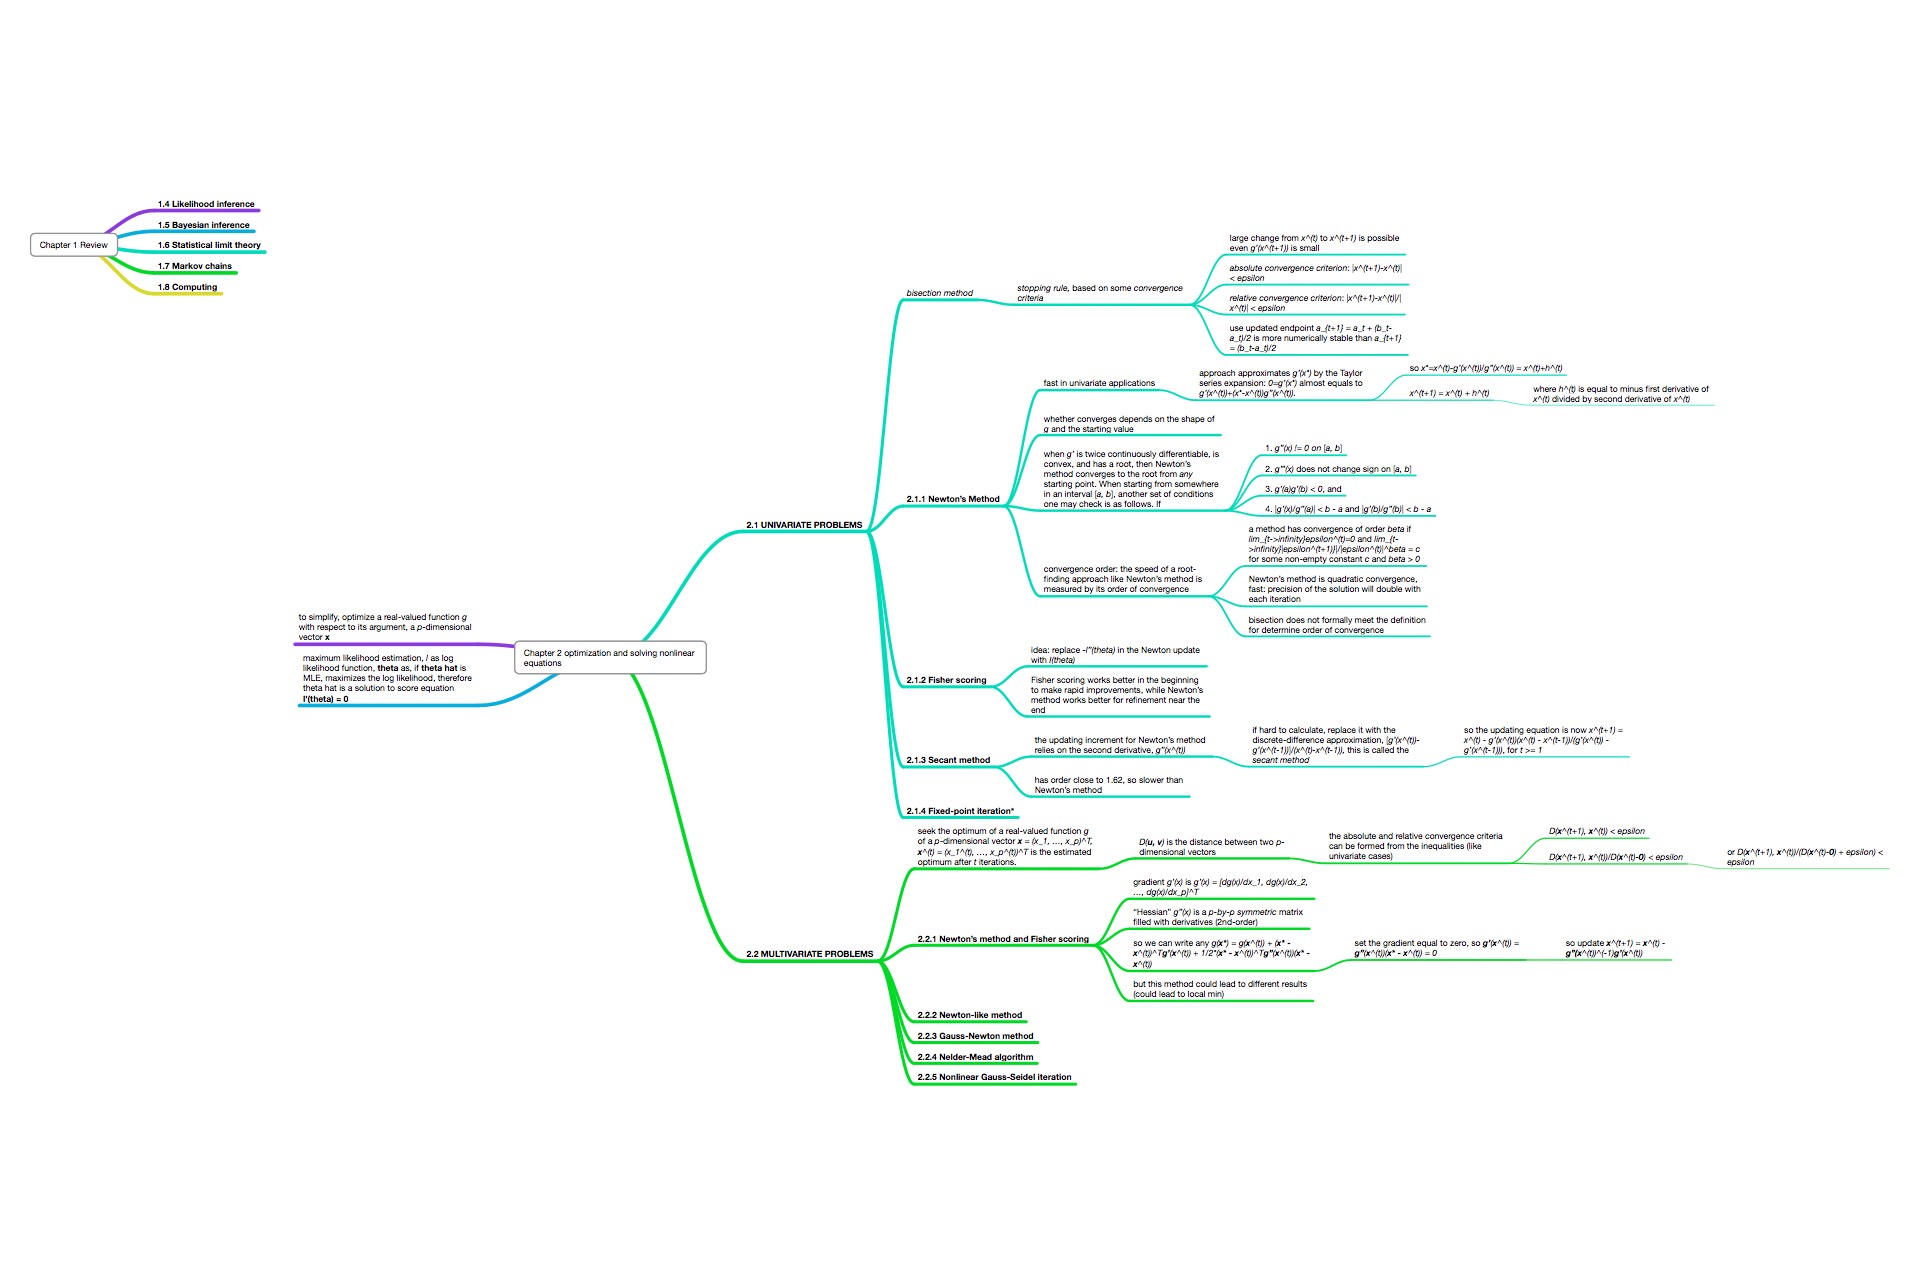 1.4 Likelihood inference
1.5 Bayesian inference
Chapter 1 Review
1.6 Statistical limit theory
1.7 Markov chains
1.8 Computing
to simplify, optimize a real-valued function g
with respect to its argument, a p-dimensional
vector x
maximum likelihood estimation, l as log
likelihood function, theta as, if theta hat is
MLE, maximizes the log likelihood, therefore
theta hat is a solution to score equation
l'(theta) = 0
Chapter 2 optimization and solving nonlinear
equations
2.1 UNIVARIATE PROBLEMS
bisection method
stopping rule, based on some convergence
criteria
large change from x^(t) to x^(t+1) is possible
even g'(x^(t+1)) is small
absolute convergence criterion: |x^(t+1)-x^(t)|
< epsilon
relative convergence criterion: |x^(t+1)-x^(t)|/|
x^(t)| < epsilon
use updated endpoint a_{t+1} = a_t + (b_t-
a_t)/2 is more numerically stable than a_{t+1}
= (b_t-a_t)/2
2.1.1 Newton's Method
fast in univariate applications
approach approximates g'(x*) by the Taylor
series expansion: 0=g'(x*) almost equals to
g'(x^(t))+(x*-x^(t))g''(x^(t)).
so x*=x^(t)-g'(x^(t))/g''(x^(t)) = x^(t)+h^(t)
x^(t+1) = x^(t) + h^(t)
where h^(t) is equal to minus first derivative of
x^(t) divided by second derivative of x^(t)
whether converges depends on the shape of
g and the starting value
when g' is twice continuously differentiable, is
convex, and has a root, then Newton's
method converges to the root from any
starting point. When starting from somewhere
in an interval [a, b], another set of conditions
one may check is as follows. If
1. g''(x) != 0 on [a, b]
2. g'''(x) does not change sign on [a, b]
3. g'(a)g'(b) < 0, and
4. |g'(x)/g''(a)| < b - a and |g'(b)/g''(b)| < b - a
convergence order: the speed of a root-
finding approach like Newton's method is
measured by its order of convergence
a method has convergence of order beta if
lim_{t->infinity}epsilon^(t)=0 and lim_{t-
>infinity}|epsilon^(t+1)}|/|epsilon^(t)|^beta = c
for some non-empty constant c and beta > 0
Newton's method is quadratic convergence,
fast: precision of the solution will double with
each iteration
bisection does not formally meet the definition
for determine order of convergence
2.1.2 Fisher scoring
idea: replace -l''(theta) in the Newton update
with I(theta)
Fisher scoring works better in the beginning
to make rapid improvements, while Newton's
method works better for refinement near the
end
2.1.3 Secant method
the updating increment for Newton's method
relies on the second derivative, g''(x^(t))
if hard to calculate, replace it with the
discrete-difference approximation, [g'(x^(t))-
g'(x^(t-1))]/(x^(t)-x^(t-1)), this is called the
secant method
so the updating equation is now x^(t+1) =
x^(t) - g'(x^(t))(x^(t) - x^(t-1))/(g'(x^(t)) -
g'(x^(t-1))), for t >= 1
has order close to 1.62, so slower than
Newton's method
2.1.4 Fixed-point iteration*
2.2 MULTIVARIATE PROBLEMS
seek the optimum of a real-valued function g
of a p-dimensional vector x = (x_1, …, x_p)^T,
x^(t) = (x_1^(t), …, x_p^(t))^T is the estimated
optimum after t iterations.
D(u, v) is the distance between two p-
dimensional vectors
the absolute and relative convergence criteria
can be formed from the inequalities (like
univariate cases)
D(x^(t+1), x^(t)) < epsilon
D(x^(t+1), x^(t))/D(x^(t)-0) < epsilon
or D(x^(t+1), x^(t))/(D(x^(t)-0) + epsilon) <
epsilon
2.2.1 Newton's method and Fisher scoring
gradient g'(x) is g'(x) = [dg(x)/dx_1, dg(x)/dx_2,
…, dg(x)/dx_p]^T
"Hessian" g''(x) is a p-by-p symmetric matrix
filled with derivatives (2nd-order)
so we can write any g(x*) = g(x^(t)) + (x* -
x^(t))^Tg'(x^(t)) + 1/2*(x* - x^(t))^Tg''(x^(t))(x* -
x^(t))
set the gradient equal to zero, so g'(x^(t)) =
g''(x^(t))(x* - x^(t)) = 0
so update x^(t+1) = x^(t) -
g''(x^(t))^(-1)g'(x^(t))
but this method could lead to different results
(could lead to local min)
2.2.2 Newton-like method
2.2.3 Gauss-Newton method
2.2.4 Nelder-Mead algorithm
2.2.5 Nonlinear Gauss-Seidel iteration